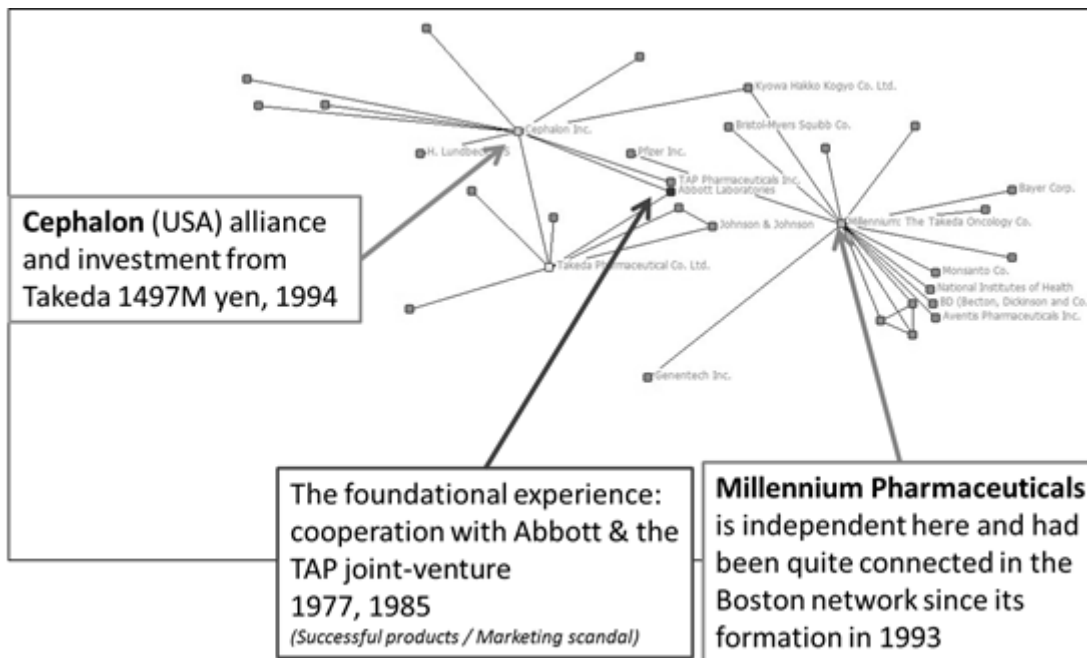 Kyowa Hakko Kogyo Co. Ltd.
Bristol-Myers Squibb Co.
Cephalon Inc.
H. Lundbeck A/S
Pfizer Inc.
TAP Pharmaceuticals Inc.
Abbott Laboratories
Bayer Corp.
Johnson & Johnson
Millennium: The Takeda Oncology Co.
Takeda Pharmaceutical Co. Ltd.
Monsanto Co.
National Institutes of Health
BD (Becton, Dickinson and Co.
Aventis Pharmaceuticals Inc.
Genentech Inc.
Cephalon (USA) alliance
and investment from
Takeda 1497M yen, 1994
The foundational experience:
cooperation with Abbott & the
TAP joint-venture
1977, 1985
(Successful products / Marketing scandal)
Millennium Pharmaceuticals
is independent here and had
been quite connected in the
Boston network since its
formation in 1993